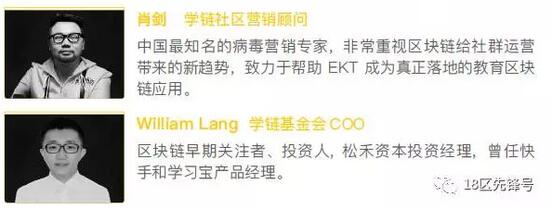 肖剑 学链社区营销顾问
中国最知名的病毒营销专家，非常重视区块链给社群运营
带来的新趋势，致力于帮助 EKT 成为真正落地的教育区块
链应用。
William Lang 学链基金会 COO
区块链早期关注者、投资人，松禾资本投资经理，曾任快
手和学习宝产品经理。
18区先锋号